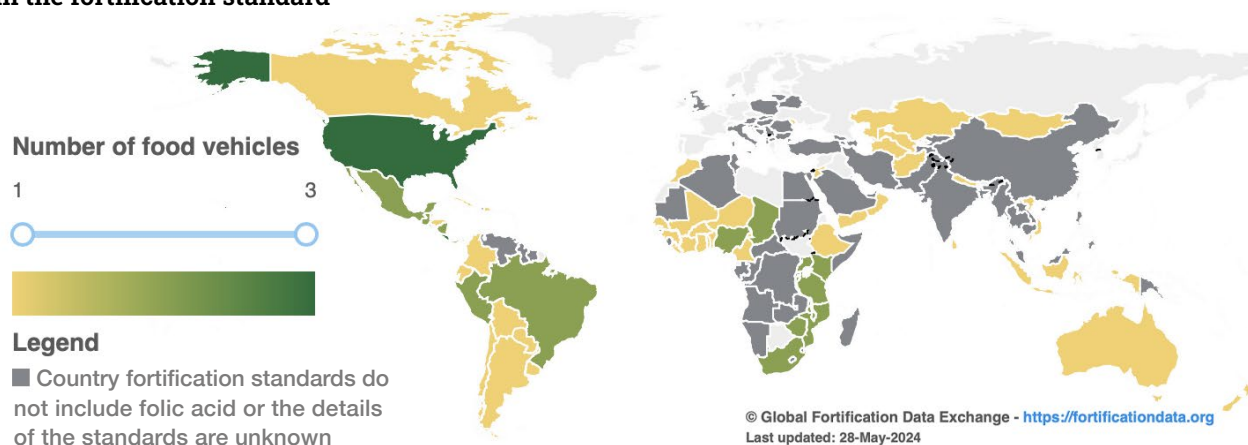 in the fortification standard
Number of food vehicles
1 3
Legend
Country fortification standards do
not include folic acid or the details
of the standards are unknown
© Global Fortification Data Exchange - https://fortificationdata.org
Last updated: 28-May-2024